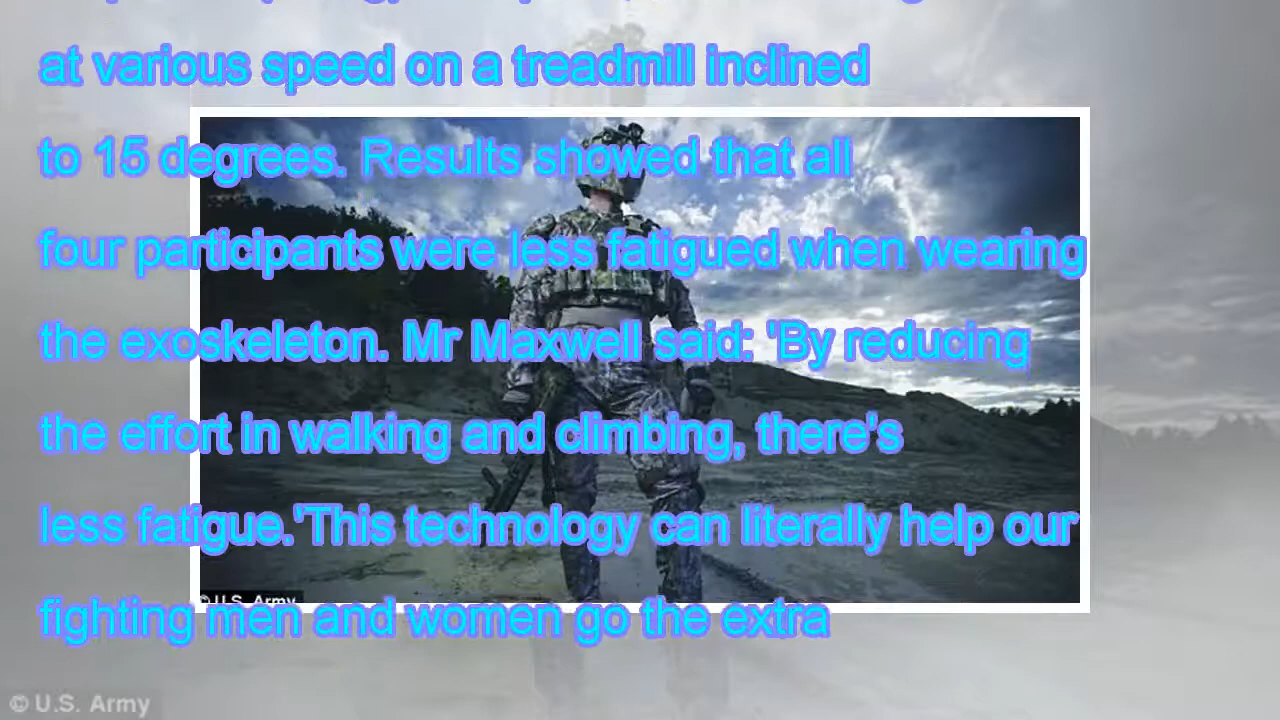 at various speed on a treadmill inclined
to 15 degrees. Results showed that all
four participants were less fatigued when wearing
the exoskeleton. Mr Maxwell said: 'By reducing
the effort in walking and climbing, there's
less fatigue.'This technology can literally help our
© U.S. Army
fighting men and women go the extra
© U.S. Army